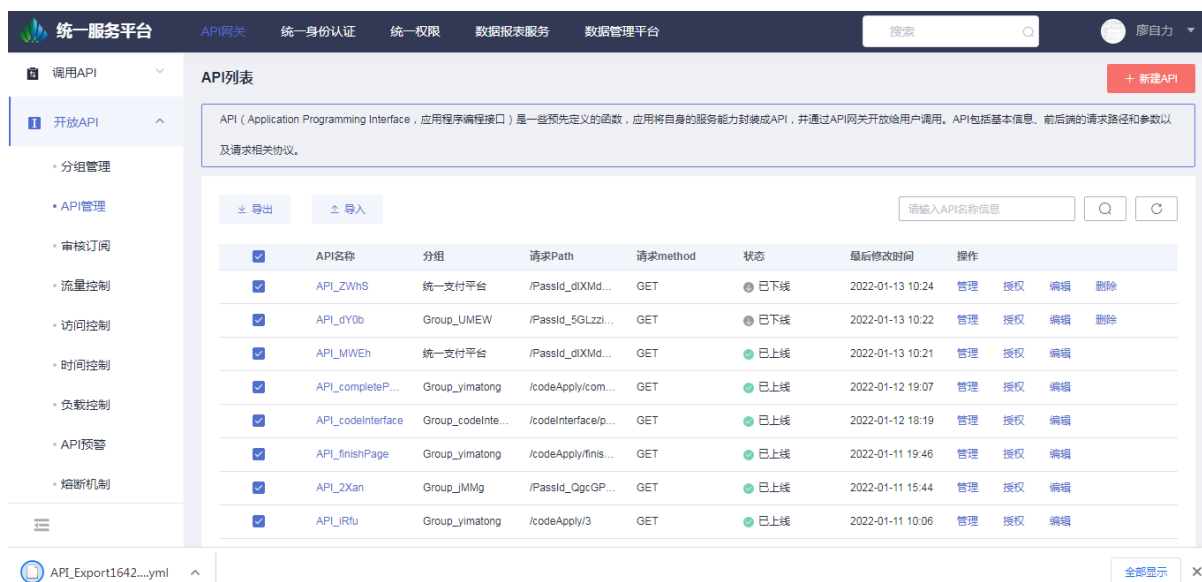 统一服务平台 API网关 统一身份认证 统一权限 数据报表服务 数据管理平台 搜索 廖自力
调用API
开放API
分组管理
API管理
审核订阅
流量控制
访问控制
时间控制
负载控制
API预警
熔断机制
API列表 + 新建API
API（Application Programming Interface，应用程序编程接口）是一些预先定义的函数，应用将自身的服务能力封装成API，并通过API网关开放给用户调用。API包括基本信息、前后端的请求路径和参数以
及请求相关协议。
导出 导入 请输入API名称信息
API名称 分组 请求Path 请求method 状态 最后修改时间 操作
API_ZWhS 统一支付平台 /PassId_dIXMd... GET 已下线 2022-01-13 10:24 管理 授权 编辑 删除
API_dY0b Group_UMEW /PassId_5GLzzi... GET 已下线 2022-01-13 10:22 管理 授权 编辑 删除
API_MWEh 统一支付平台 /PassId_dIXMd... GET 已上线 2022-01-13 10:21 管理 授权 编辑
API_completeP... Group_yimatong /codeApply/com... GET 已上线 2022-01-12 19:07 管理 授权 编辑
API_codeInterface Group_codeInte... /codeInterface/p... GET 已上线 2022-01-12 18:19 管理 授权 编辑
API_finishPage Group_yimatong /codeApply/finis... GET 已上线 2022-01-11 19:46 管理 授权 编辑
API_2Xan Group_jMMg /PassId_QgcGP... GET 已上线 2022-01-11 15:44 管理 授权 编辑
API_iRfu Group_yimatong /codeApply/3 GET 已上线 2022-01-11 10:06 管理 授权 编辑
API_Export1642....yml 全部显示